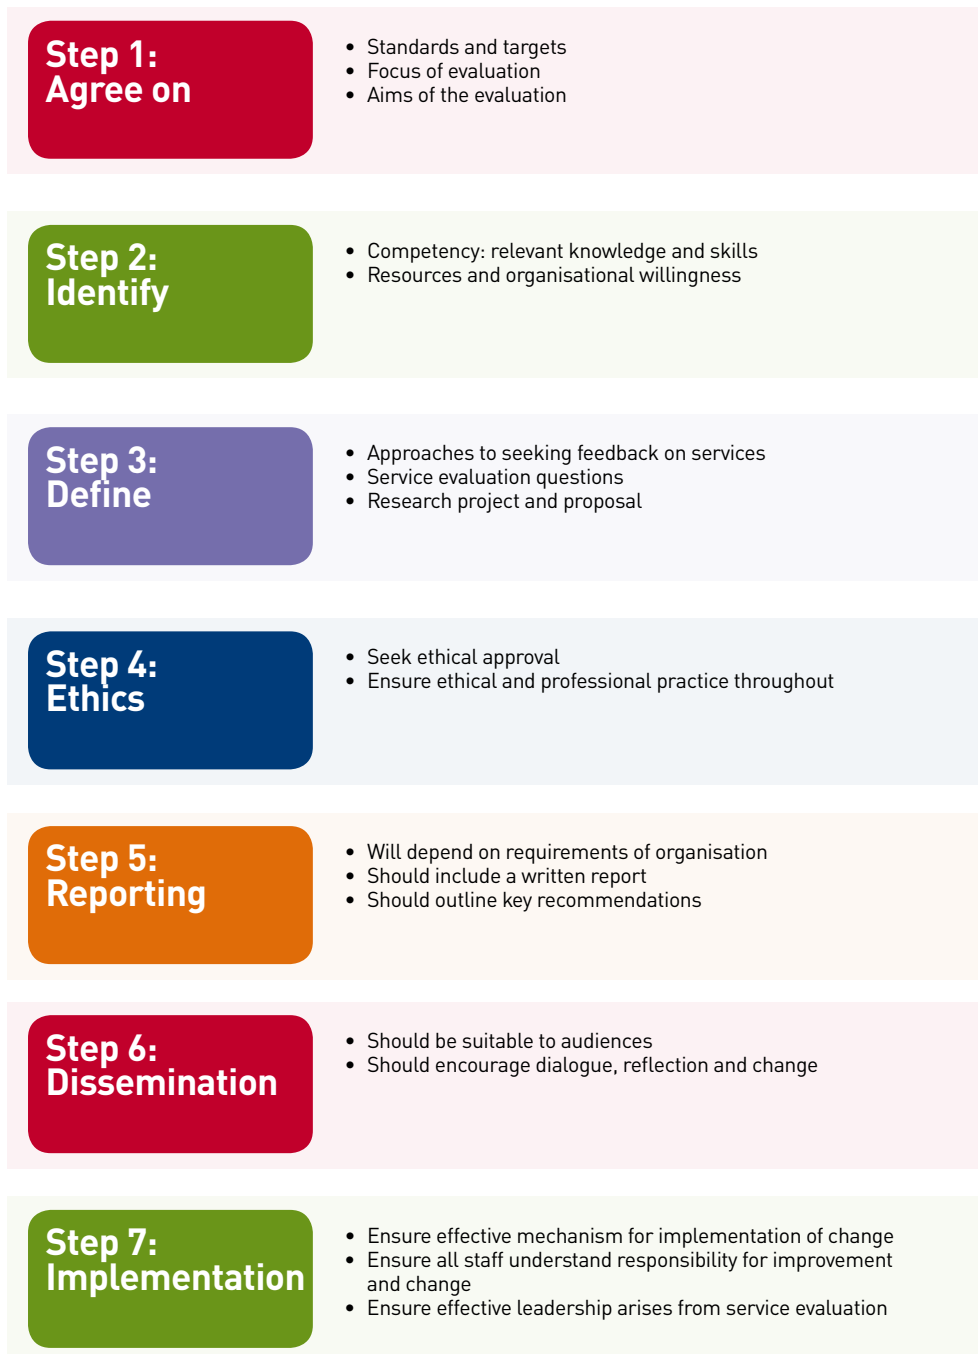 Step 1:
Agree on
• Standards and targets
• Focus of evaluation
• Aims of the evaluation
Step 2:
Identify
• Competency: relevant knowledge and skills
• Resources and organisational willingness
Step 3:
Define
• Approaches to seeking feedback on services
• Service evaluation questions
• Research project and proposal
Step 4:
Ethics
• Seek ethical approval
• Ensure ethical and professional practice throughout
Step 5:
Reporting
• Will depend on requirements of organisation
• Should include a written report
• Should outline key recommendations
Step 6:
Dissemination
• Should be suitable to audiences
• Should encourage dialogue, reflection and change
Step 7:
Implementation
• Ensure effective mechanism for implementation of change
• Ensure all staff understand responsibility for improvement
and change
• Ensure effective leadership arises from service evaluation